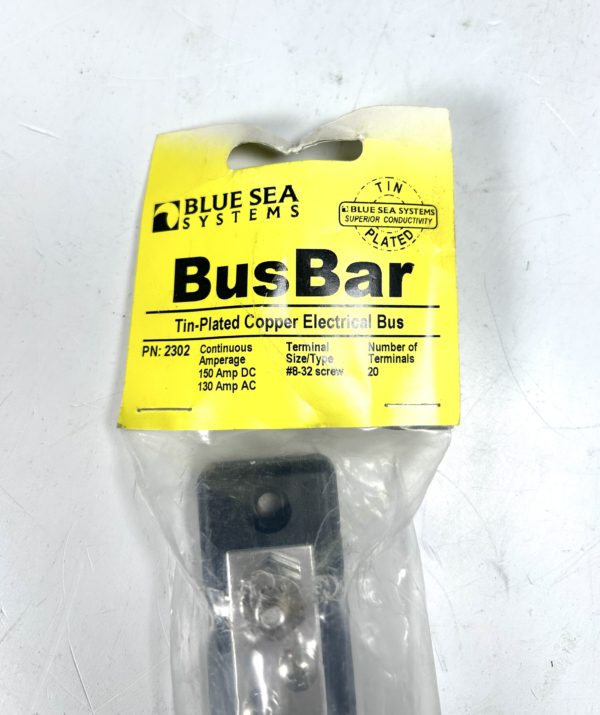 BLUE SEA
SYSTEMS
TIN
BLUE SEA SYSTEMS
SUPERIOR CONDUCTIVITY
PLATED
BusBar
Tin-Plated Copper Electrical Bus
PN: 2302
Continuous
Amperage
150 Amp DC
130 Amp AC
Terminal
Size/Type
#8-32 screw
Number of
Terminals
20